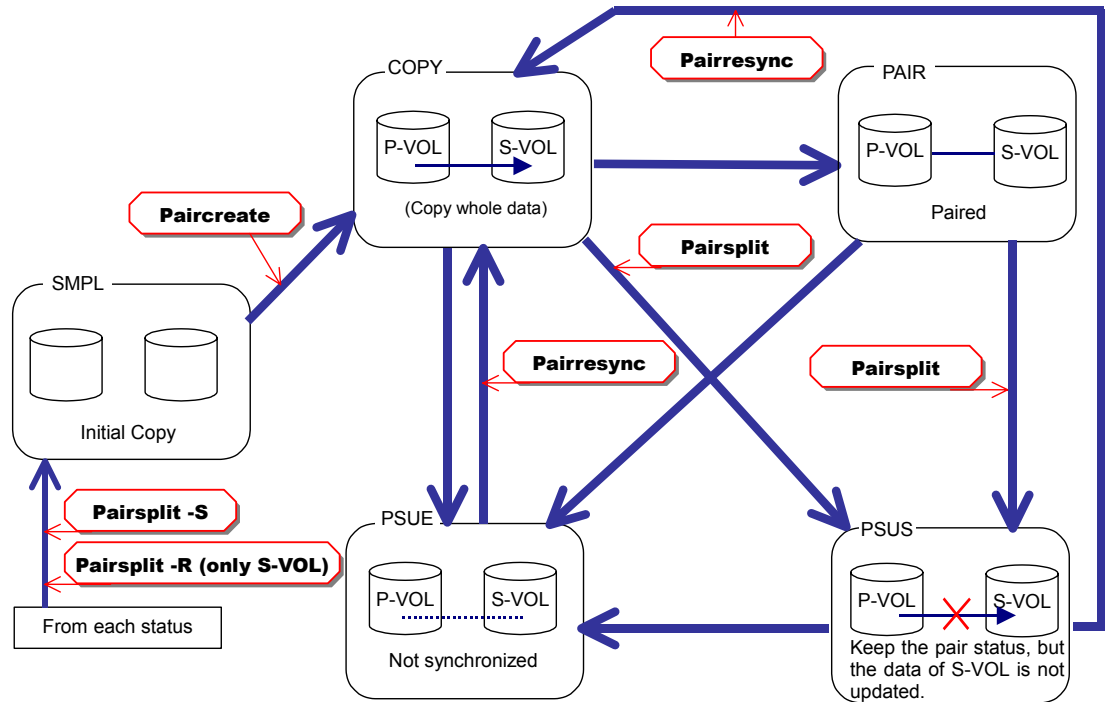 Pairresync
COPY
P-VOL
S-VOL
(Copy whole data)
PAIR
P-VOL
S-VOL
Paired
Paircreate
Pairsplit
SMPL
Initial Copy
Pairresync
Pairsplit
Pairsplit -S
Pairsplit -R (only S-VOL)
From each status
PSUE
P-VOL
S-VOL
Not synchronized
PSUS
P-VOL
S-VOL
Keep the pair status, but
the data of S-VOL is not
updated.